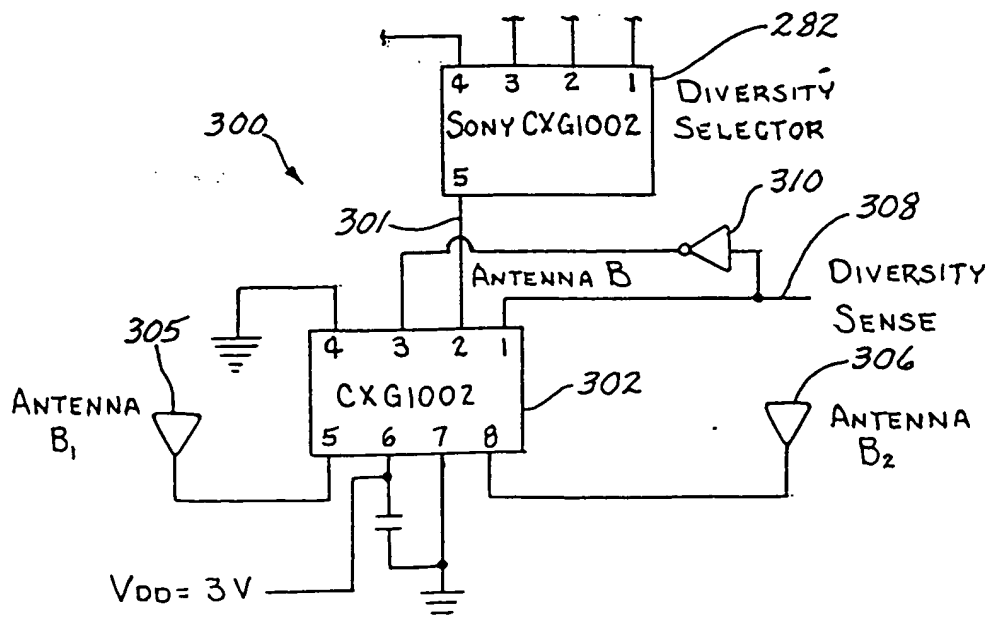 282
4 3 2 1
SONY CXG1002
DIVERSITY
SELECTOR
5
300
310
308
301
ANTENNA B
DIVERSITY
SENSE
305
306
4 3 2 1
CXG1002
302
5 6 7 8
ANTENNA
B1
ANTENNA
B2
VDD = 3V